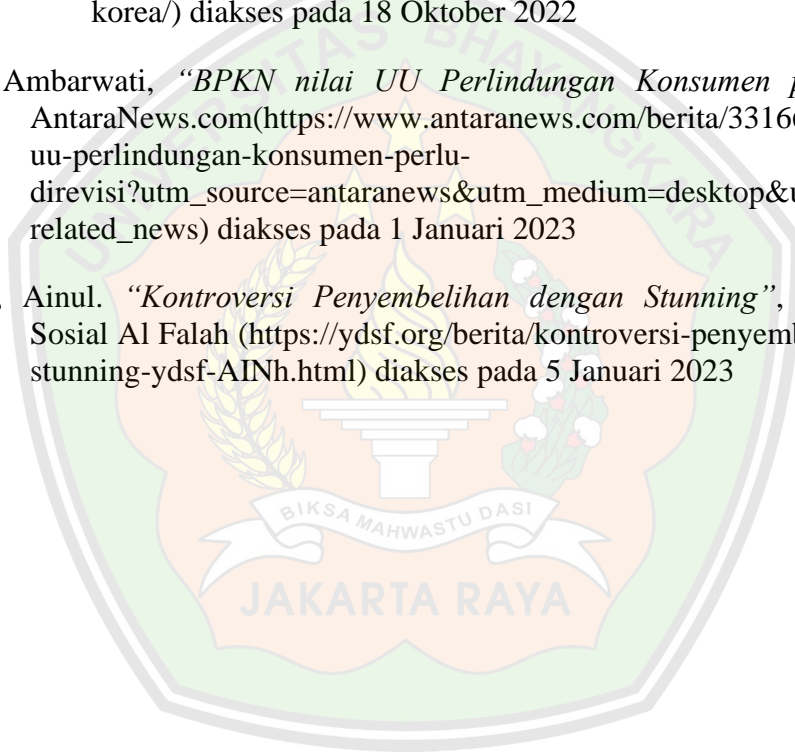 korea/) diakses pada 18 Oktober 2022
Ambarwati, “BPKN nilai UU Perlindungan Konsumen
AntaraNews.com(https://www.antaranews.com/berita/3316
uu-perlindungan-konsumen-perlu-
direvisi?utm_source=antaranews&utm_medium=desktop&
related_news) diakses pada 1 Januari 2023
Ainul. “Kontroversi Penyembelihan dengan Stunning”,
Sosial Al Falah (https://ydsf.org/berita/kontroversi-penyemb
stunning-ydsf-AINh.html) diakses pada 5 Januari 2023
UNIVERSITAS BHAYANGKARA
BIKSA MAHWASTU DASI
JAKARTA RAYA